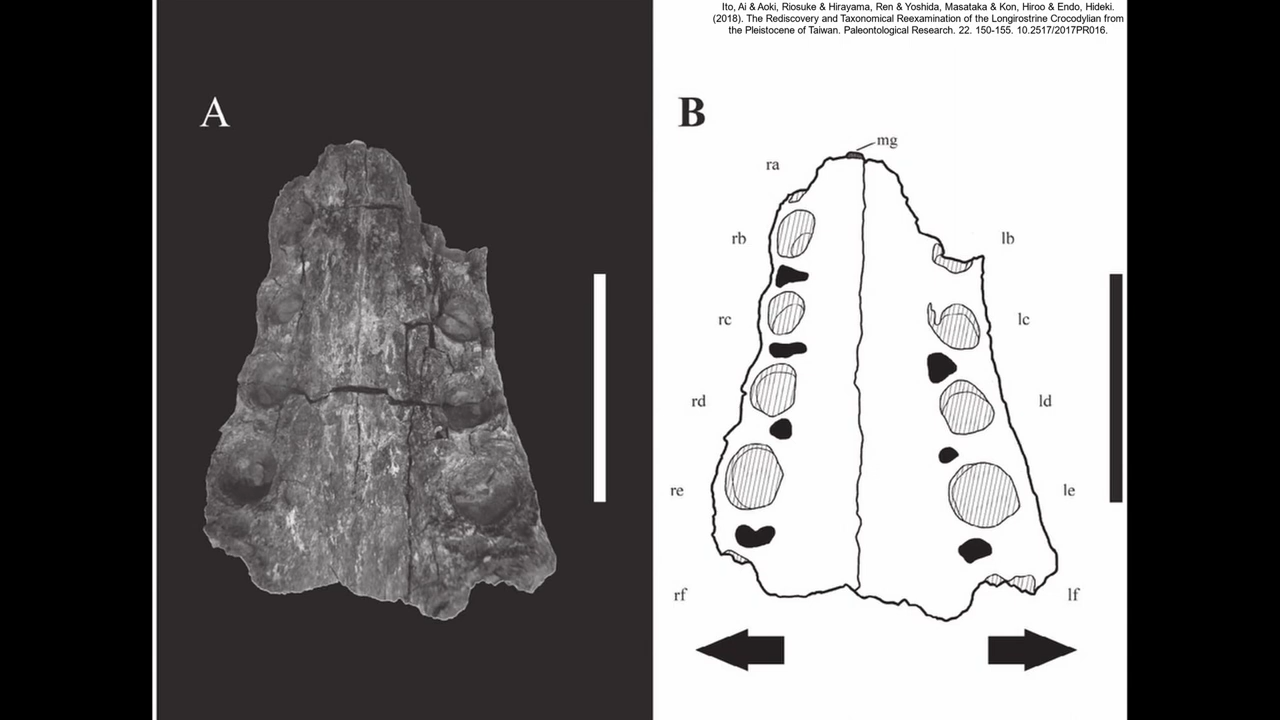 Ito, Ai & Aoki, Riosuke & Hirayama, Ren & Yoshida, Masataka & Kon, Hiroo & Endo, Hideki.
(2018). The Rediscovery and Taxonomical Reexamination of the Longirostrine Crocodylian from
the Pleistocene of Taiwan. Paleontological Research. 22. 150-155. 10.2517/2017PR016.
A
B
mg
ra
rb
lb
rc
lc
rd
ld
re
le
rf
lf